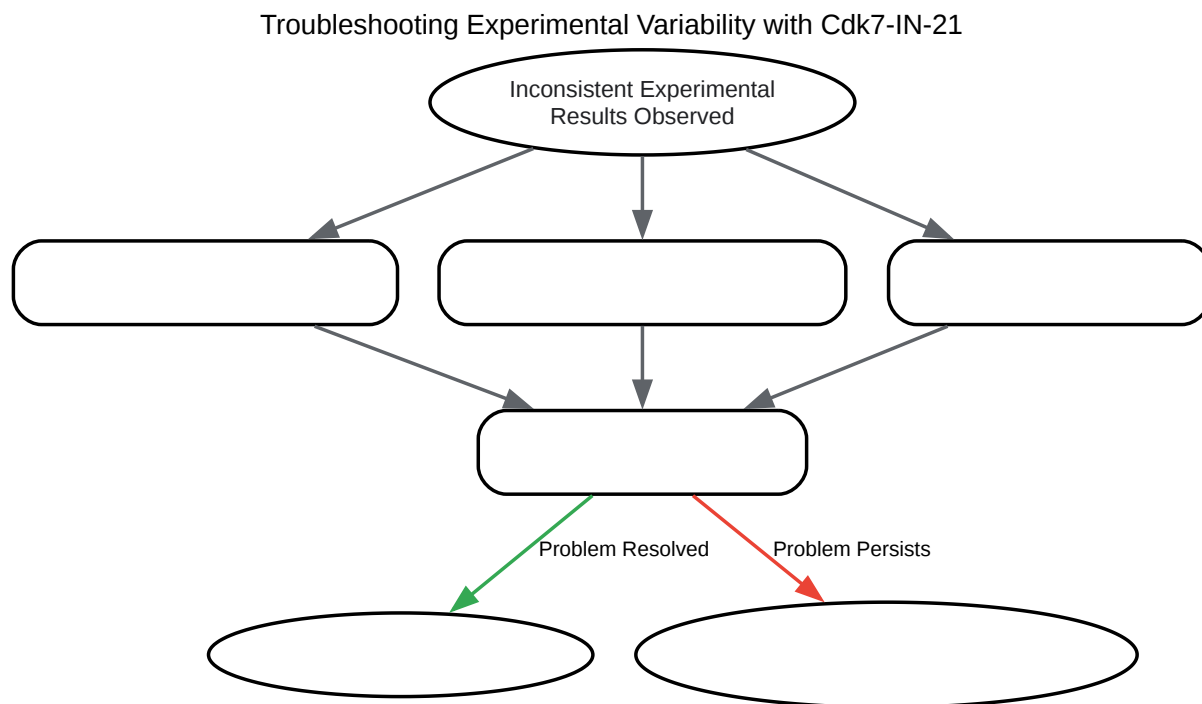 Troubleshooting Experimental Variability with Cdk7-IN-21
Inconsistent Experimental
Results Observed
Problem Resolved
Problem Persists